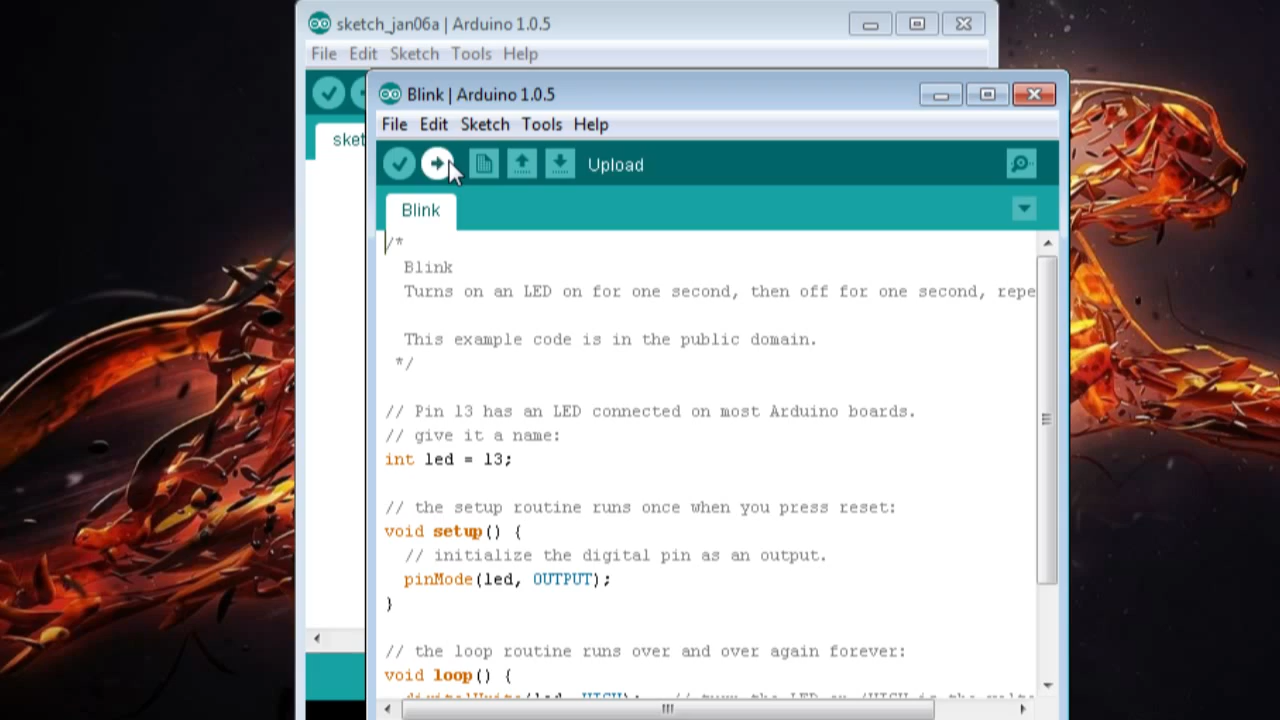 sketch_jan06a | Arduino 1.0.5
File Edit Sketch Tools Help
sket
Blink | Arduino 1.0.5
File Edit Sketch Tools Help
Upload
Blink
/*
Blink
Turns on an LED on for one second, then off for one second, repe
This example code is in the public domain.
*/
// Pin 13 has an LED connected on most Arduino boards.
// give it a name:
int led = 13;
// the setup routine runs once when you press reset:
void setup() {
// initialize the digital pin as an output.
pinMode(led, OUTPUT);
}
// the loop routine runs over and over again forever:
void loop() {